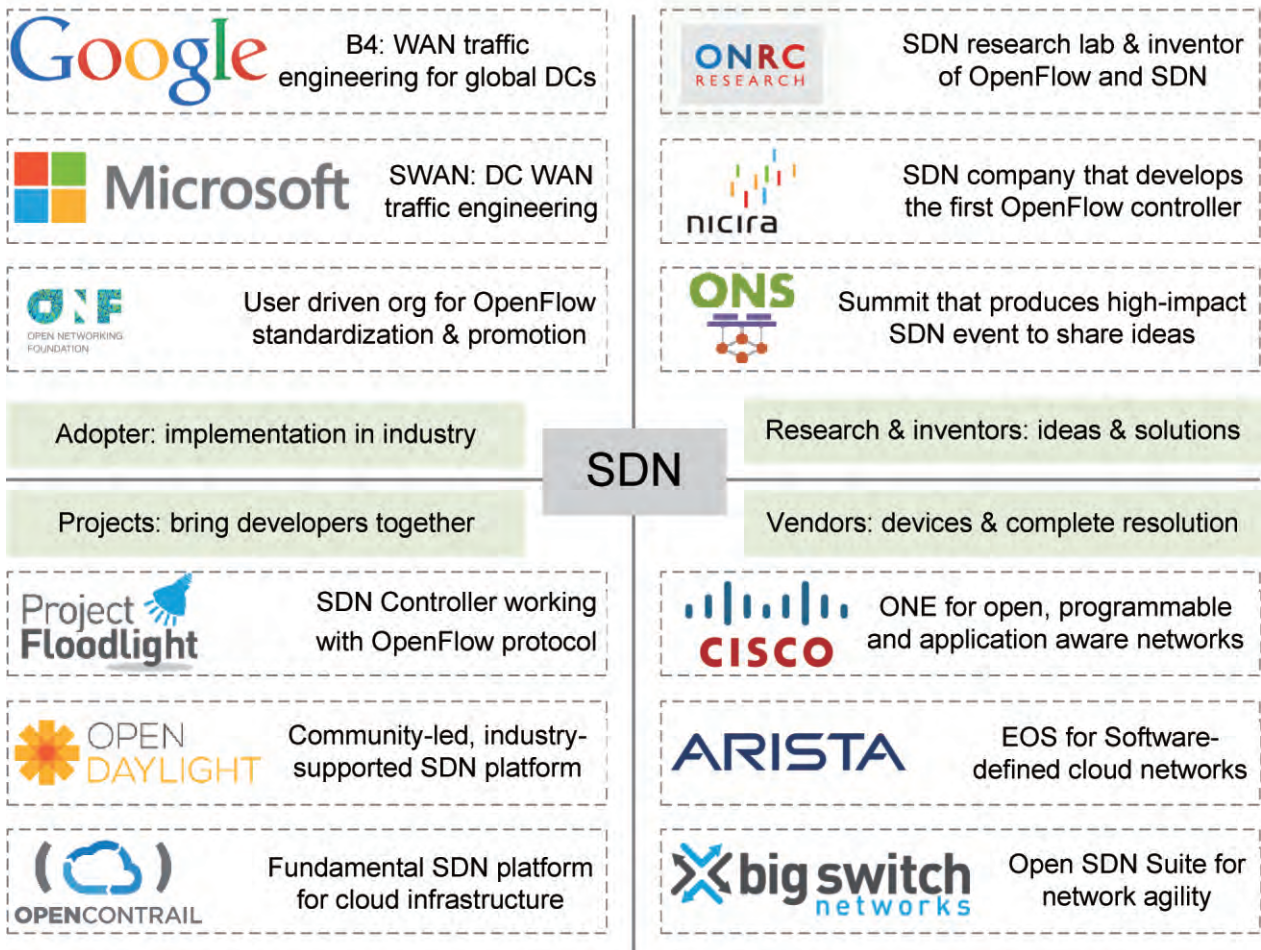 Google
B4: WAN traffic
engineering for global DCs
Microsoft
SWAN: DC WAN
traffic engineering
ONF
OPEN NETWORKING
FOUNDATION
User driven org for OpenFlow
standardization & promotion
Adopter: implementation in industry
ONRC
RESEARCH
SDN research lab & inventor
of OpenFlow and SDN
nicira
SDN company that develops
the first OpenFlow controller
ONS
Summit that produces high-impact
SDN event to share ideas
Research & inventors: ideas & solutions
SDN
Projects: bring developers together
Project
Floodlight
SDN Controller working
with OpenFlow protocol
OPEN
DAYLIGHT
Community-led, industry-
supported SDN platform
OPENCONTRAIL
Fundamental SDN platform
for cloud infrastructure
Vendors: devices & complete resolution
CISCO
ONE for open, programmable
and application aware networks
ARISTA
EOS for Software-
defined cloud networks
big switch
networks
Open SDN Suite for
network agility